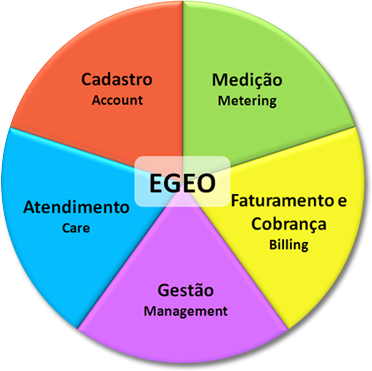 Cadastro
Account
Medição
Metering
EGEO
Atendimento
Care
Faturamento e
Cobrança
Billing
Gestão
Management